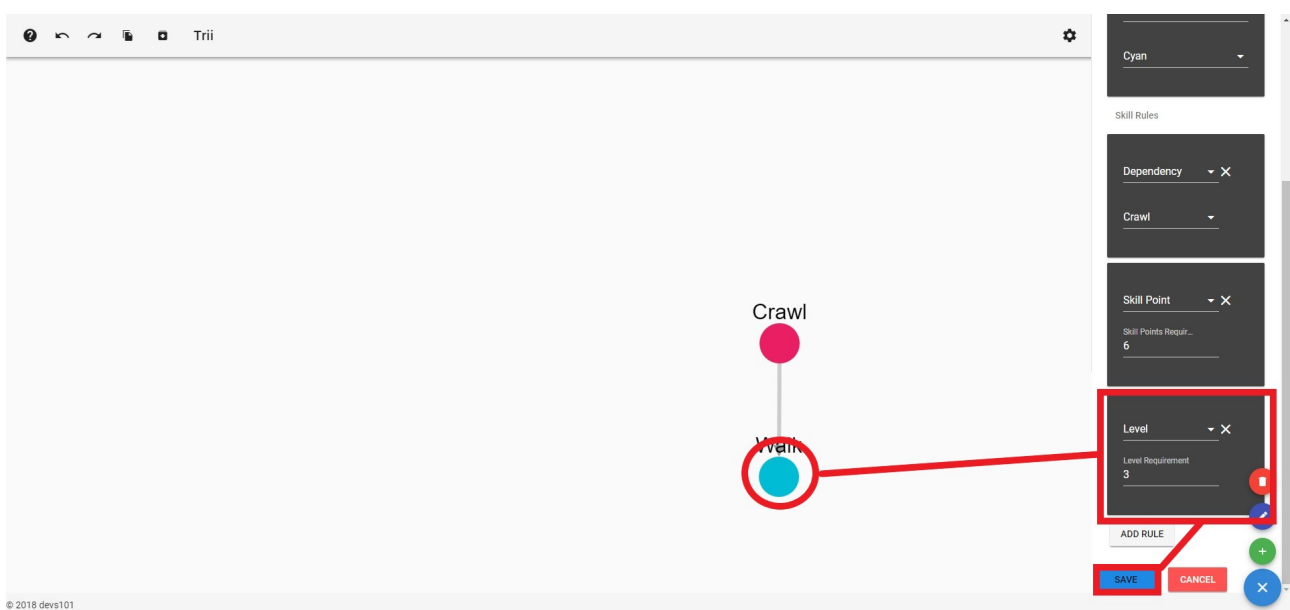 Trii
Cyan
Skill Rules
Dependency
Crawl
Skill Point
Skill Points Requir...
6
Level
Level Requirement
3
ADD RULE
SAVE
CANCEL
Crawl
Walk
© 2018 devs101